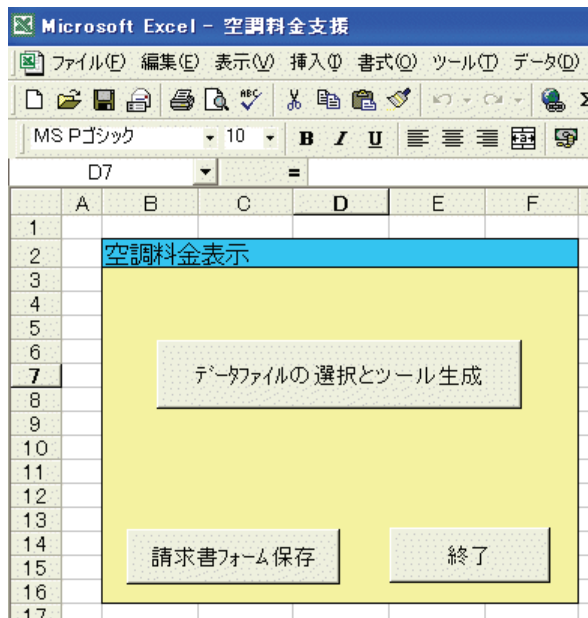 Microsoft Excel - 空調料金支援
ファイル(F) 編集(E) 表示(V) 挿入(I) 書式(O) ツール(T) データ(D)
ABC
MS Pゴシック 10 B I U
D7 =
A B C D E F
1
2 空調料金表示
3
4
5
6
7 ﾃﾞｰﾀﾌｧｲﾙの選択とツール生成
8
9
10
11
12
13
14
15 請求書ﾌｫｰﾑ保存 終了
16
17